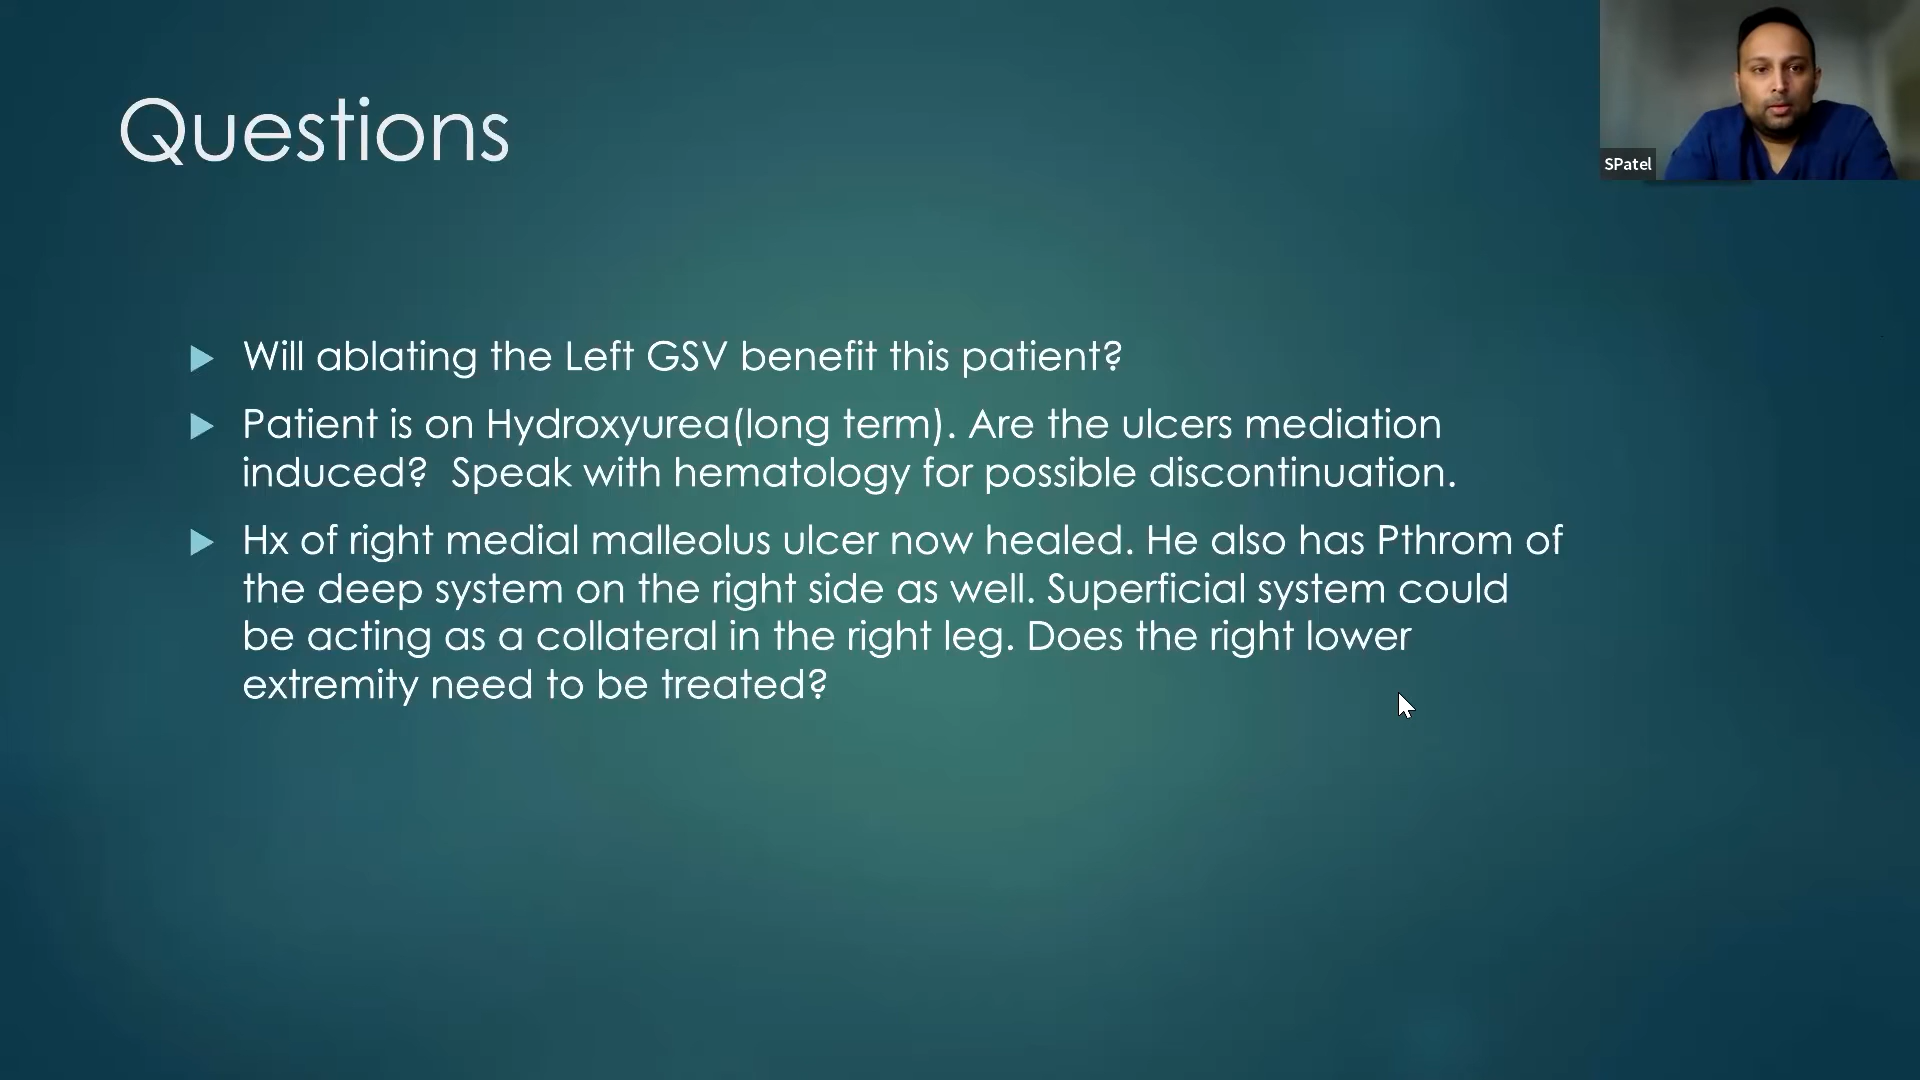 Questions
SPatel
Will ablating the Left GSV benefit this patient?
Patient is on Hydroxyurea(long term). Are the ulcers mediation
induced?  Speak with hematology for possible discontinuation.
Hx of right medial malleolus ulcer now healed. He also has Pthrom of
the deep system on the right side as well. Superficial system could
be acting as a collateral in the right leg. Does the right lower
extremity need to be treated?